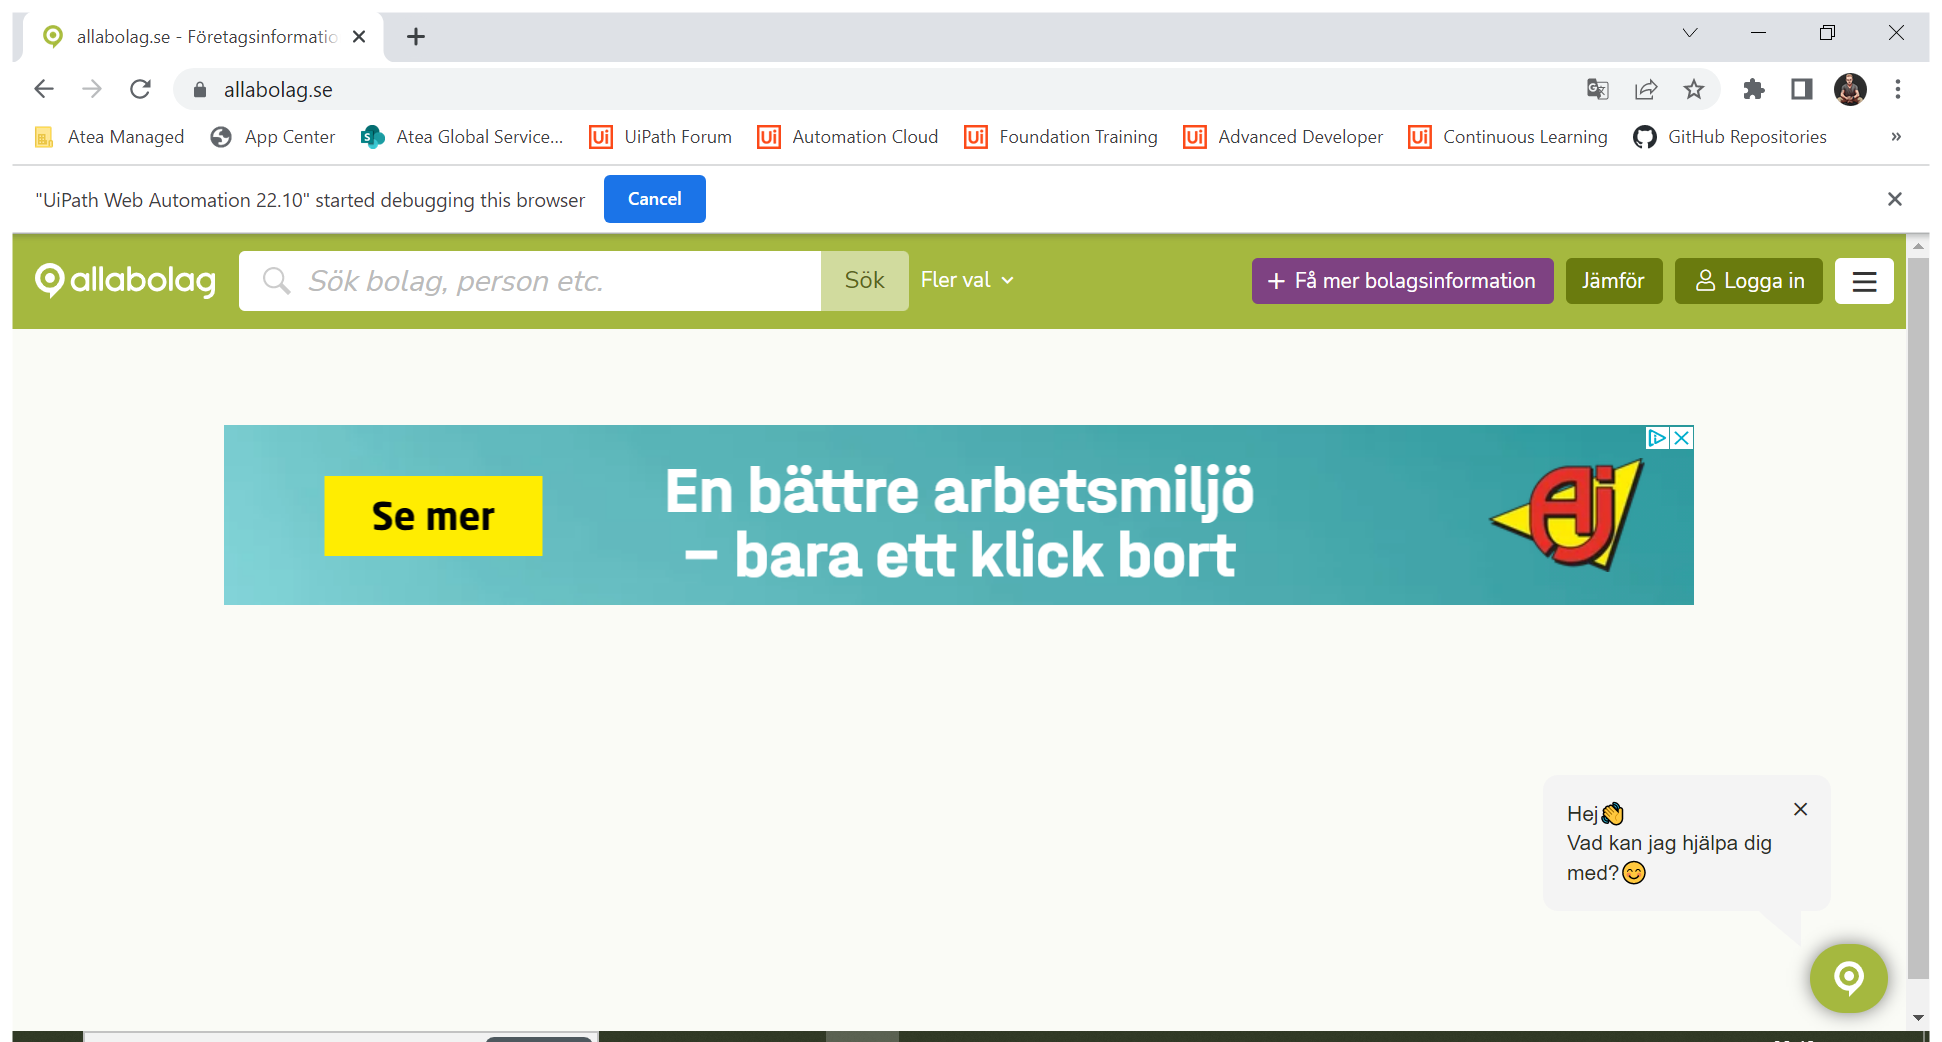 allabolag.se - Företagsinformatio
allabolag.se
Atea Managed App Center Atea Global Service... UiPath Forum Automation Cloud Foundation Training Advanced Developer Continuous Learning GitHub Repositories »
"UiPath Web Automation 22.10" started debugging this browser Cancel
allabolag Sök bolag, person etc. Sök Fler val + Få mer bolagsinformation Jämför Logga in
En bättre arbetsmiljö
Se mer
– bara ett klick bort
Aj
Hej👏
Vad kan jag hjälpa dig
med?😊